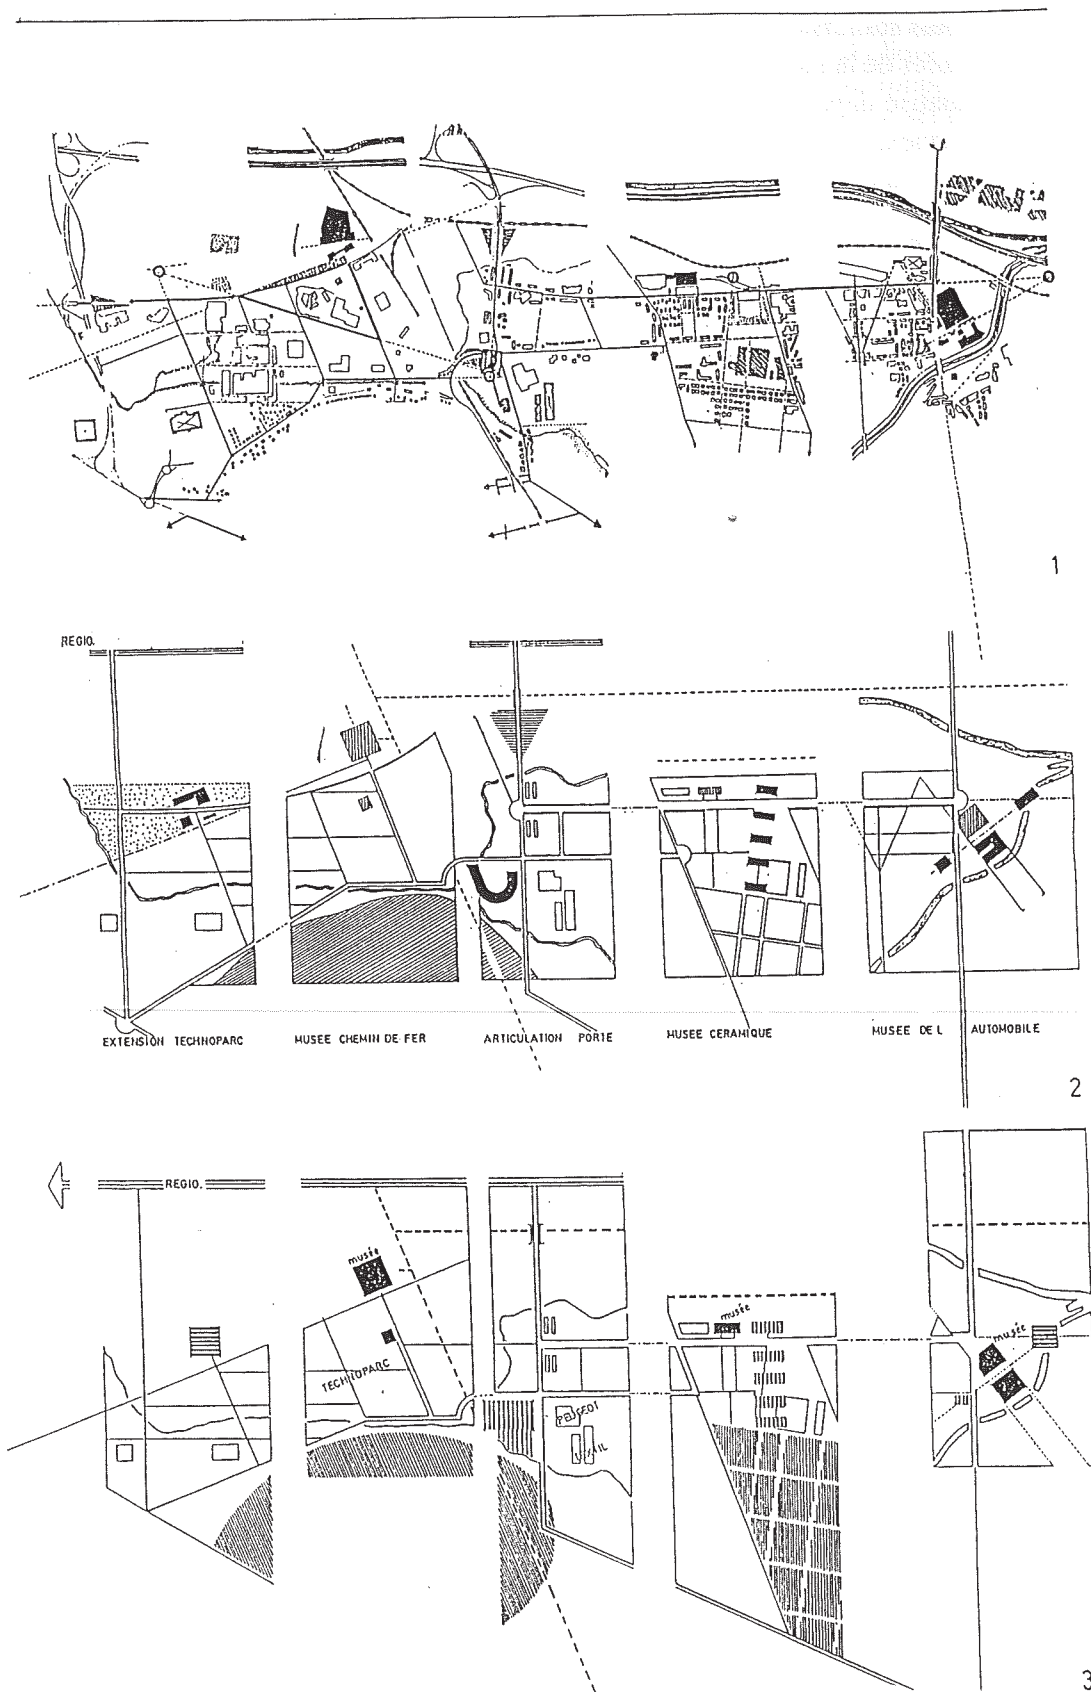 1
REGIO.
EXTENSION TECHNOPARC
MUSEE CHEMIN DE FER
ARTICULATION PORTE
MUSEE CERAMIQUE
MUSEE DE L AUTOMOBILE
2
REGIO.
musée
TECHNOPARC
PEUGEOT
musée
musée
3